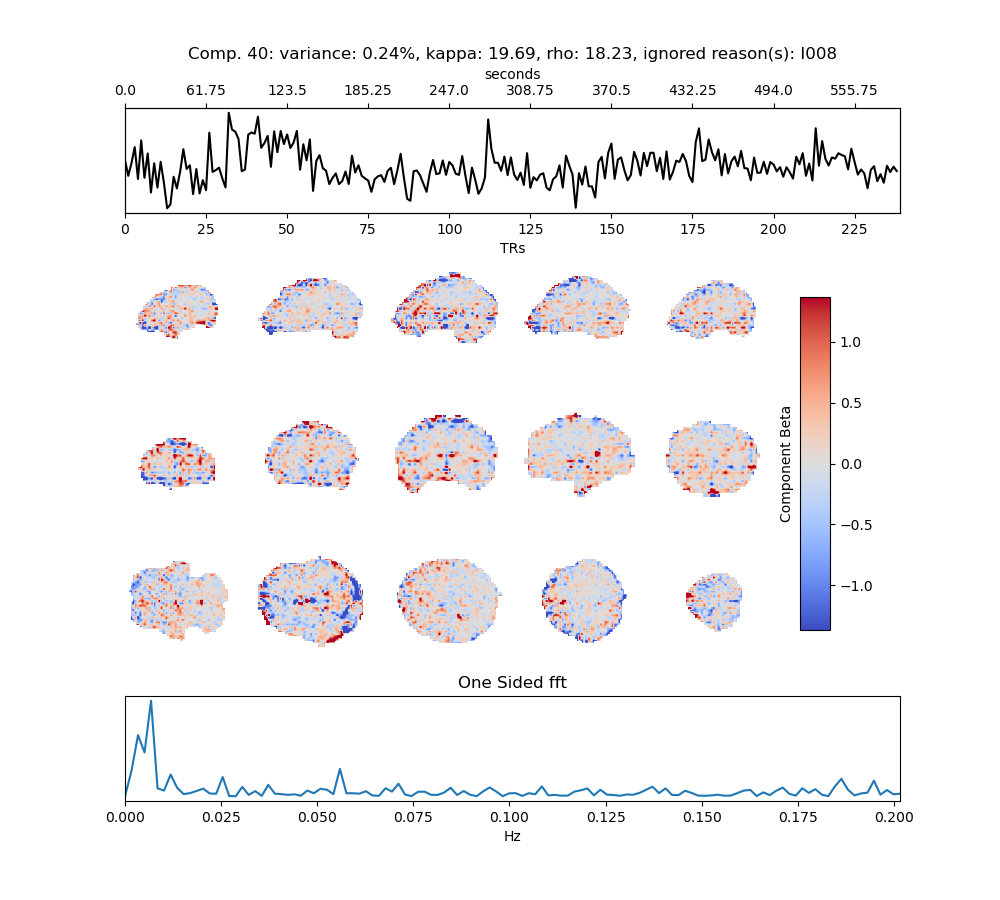 Comp. 40: variance: 0.24%, kappa: 19.69, rho: 18.23, ignored reason(s): I008
seconds
0.0 61.75 123.5 185.25 247.0 308.75 370.5 432.25 494.0 555.75
0 25 50 75 100 125 150 175 200 225
TRs
1.0
0.5
0.0
−0.5
−1.0
Component Beta
One Sided fft
0.000 0.025 0.050 0.075 0.100 0.125 0.150 0.175 0.200
Hz